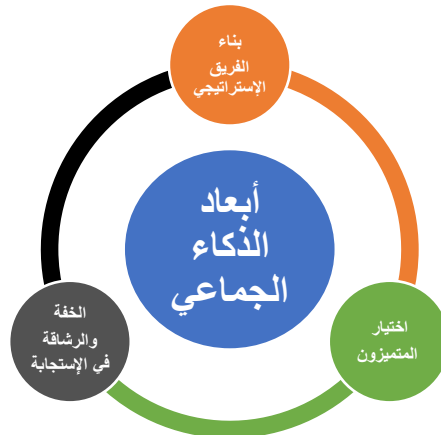 بناء
الفريق
الإستراتيجي
أبعاد
الذكاء
الجماعي
اختيار
المتميزون
الخفة
والرشاقة
في الإستجابة